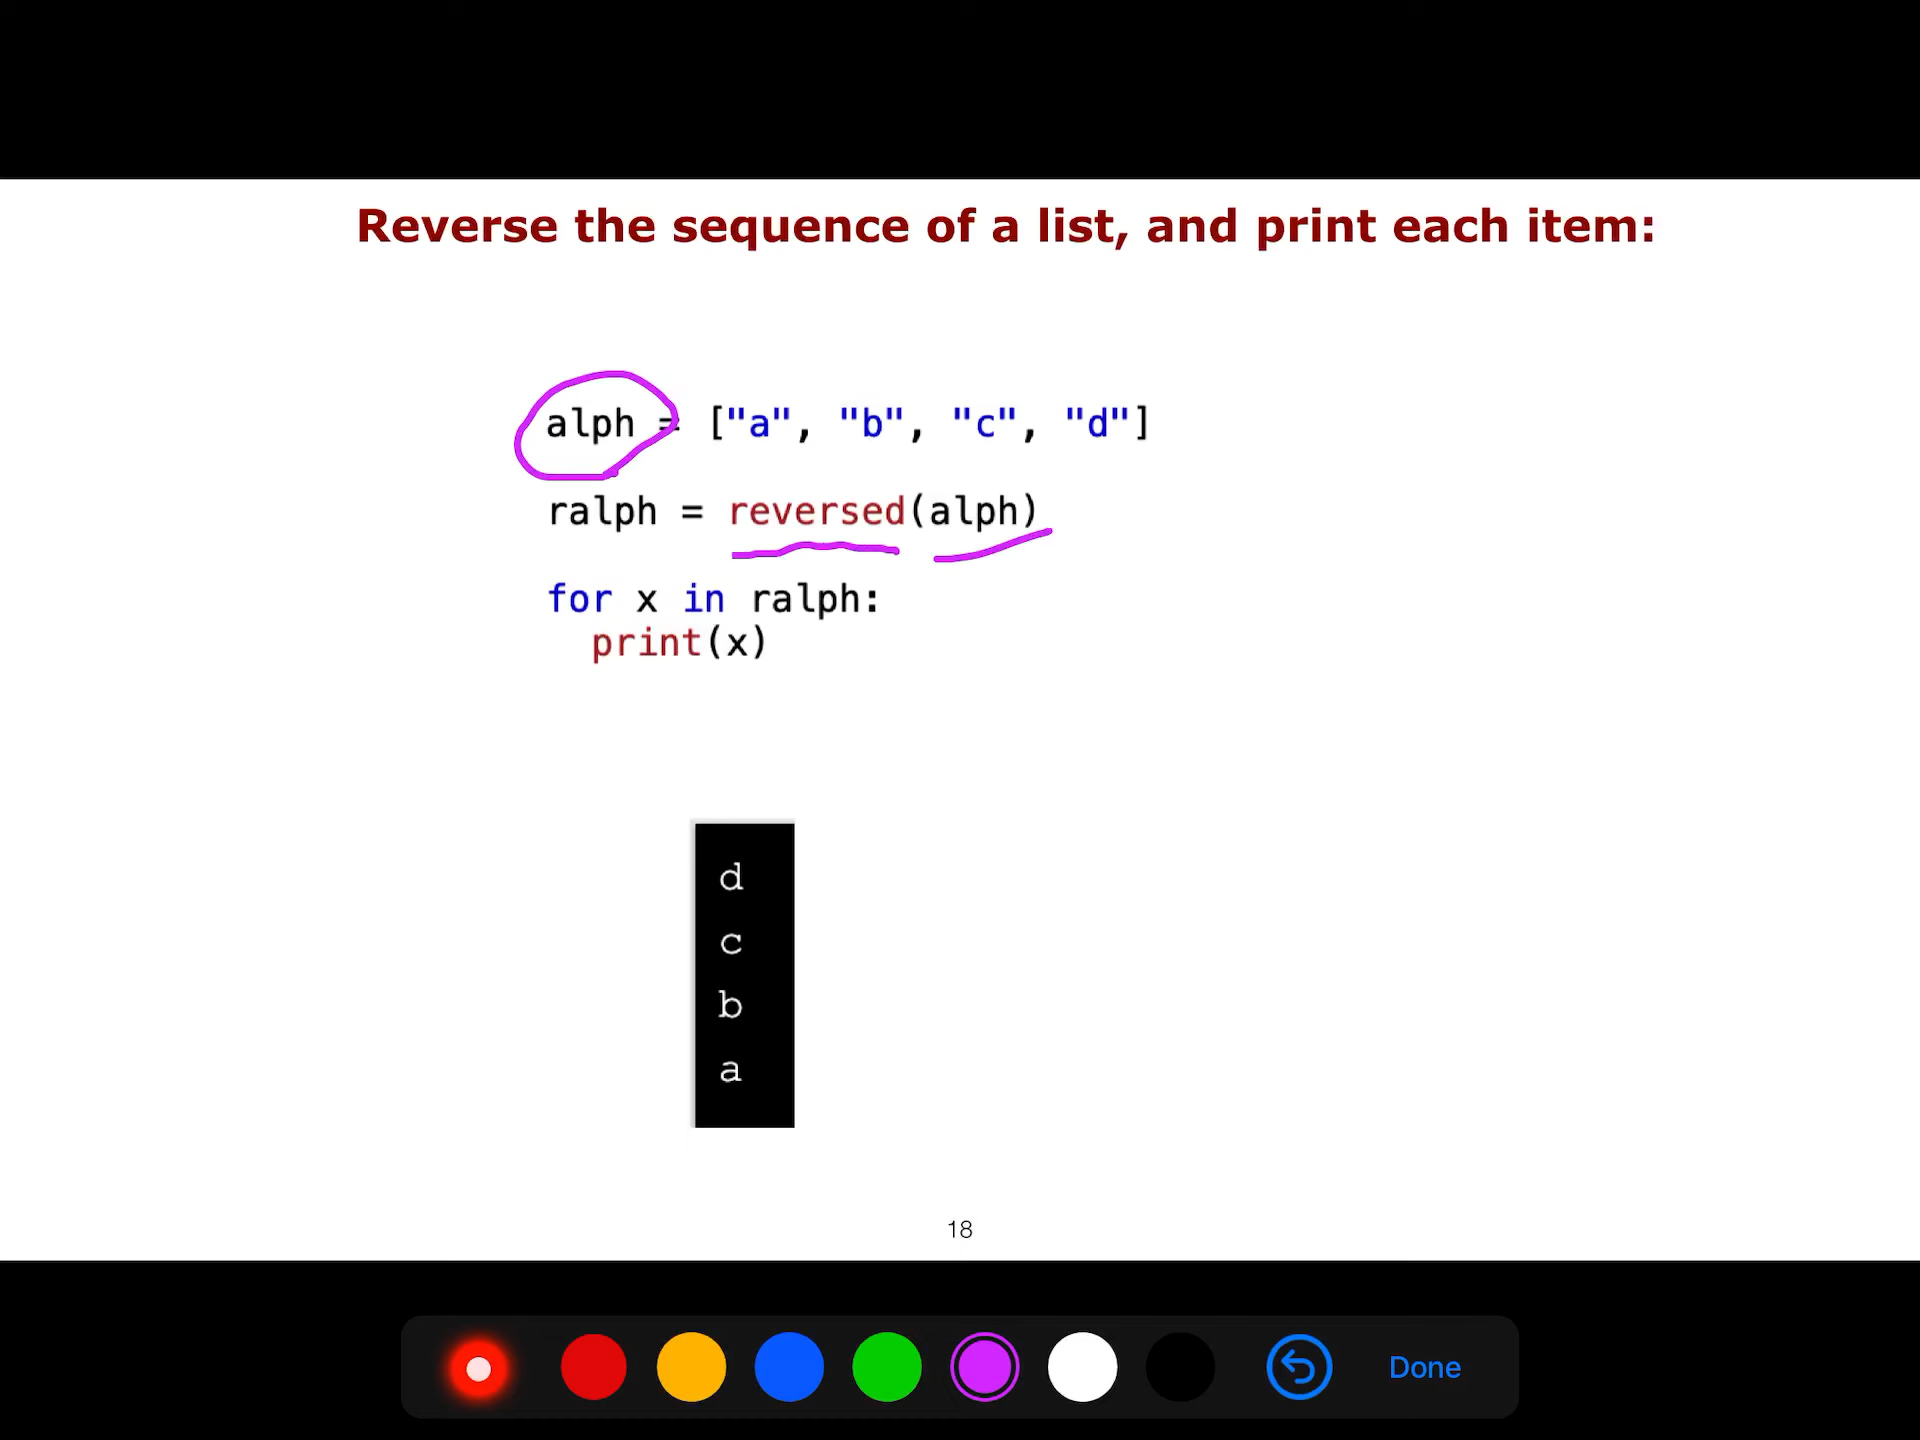 Reverse the sequence of a list, and print each item:
alph = ["a", "b", "c", "d"]
ralph = reversed(alph)
for x in ralph:
  print(x)
d
c
b
a
18
Done